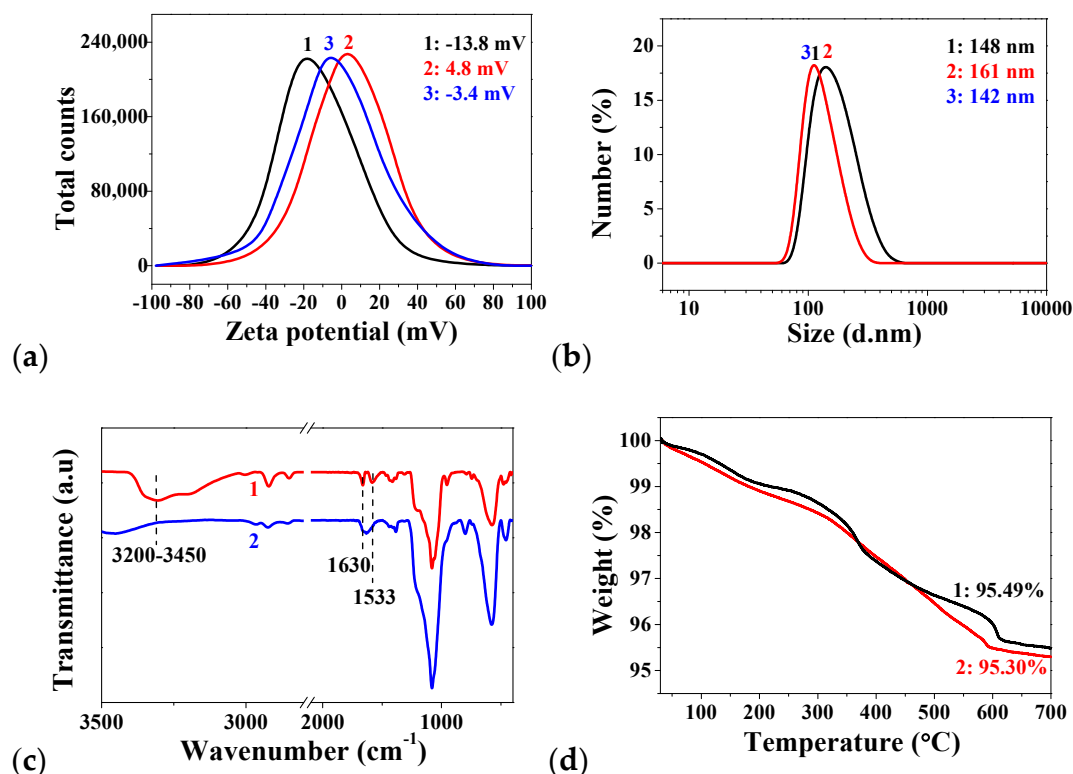 240,000
160,000
80,000
0
Total counts
1
3
2
1: -13.8 mV
2: 4.8 mV
3: -3.4 mV
-100 -80 -60 -40 -20 0 20 40 60 80 100
Zeta potential (mV)
(a)
20
15
10
5
0
Number (%)
3 1 2
1: 148 nm
2: 161 nm
3: 142 nm
10 100 1000 10000
Size (d.nm)
(b)
Transmittance (a.u)
1
2
3200-3450
1630
1533
3500 3000 2000 1000
Wavenumber (cm⁻¹)
(c)
100
99
98
97
96
95
Weight (%)
1: 95.49%
2: 95.30%
100 200 300 400 500 600 700
Temperature (°C)
(d)